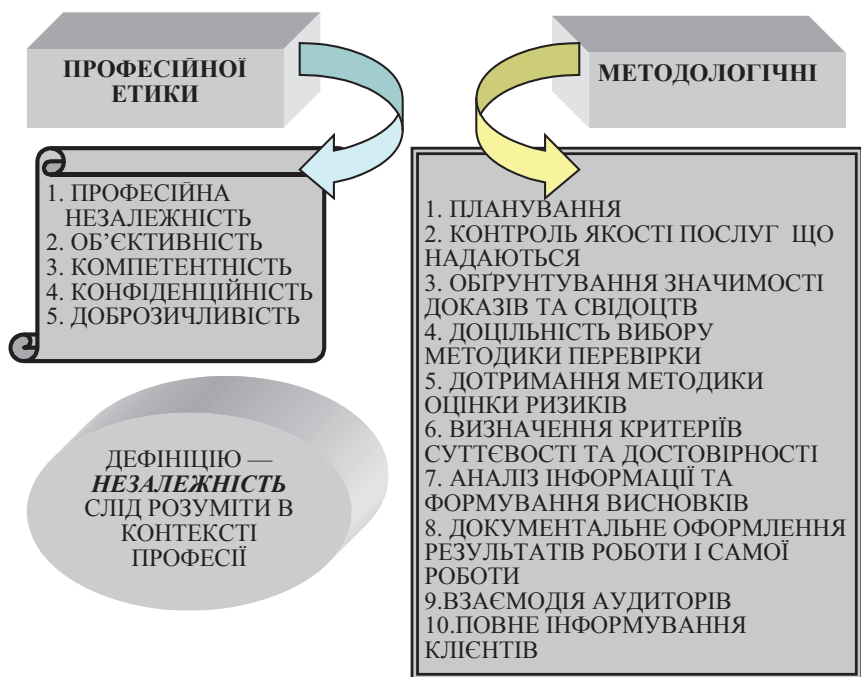 ПРОФЕСІЙНОЇ
ЕТИКИ
1. ПРОФЕСІЙНА
НЕЗАЛЕЖНІСТЬ
2. ОБ’ЄКТИВНІСТЬ
3. КОМПЕТЕНТНІСТЬ
4. КОНФІДЕНЦІЙНІСТЬ
5. ДОБРОЗИЧЛИВІСТЬ
ДЕФІНІЦІЮ —
НЕЗАЛЕЖНІСТЬ
СЛІД РОЗУМІТИ В
КОНТЕКСТІ
ПРОФЕСІЇ
МЕТОДОЛОГІЧНІ
1. ПЛАНУВАННЯ
2. КОНТРОЛЬ ЯКОСТІ ПОСЛУГ ЩО
НАДАЮТЬСЯ
3. ОБҐРУНТУВАННЯ ЗНАЧИМОСТІ
ДОКАЗІВ ТА СВІДОЦТВ
4. ДОЦІЛЬНІСТЬ ВИБОРУ
МЕТОДИКИ ПЕРЕВІРКИ
5. ДОТРИМАННЯ МЕТОДИКИ
ОЦІНКИ РИЗИКІВ
6. ВИЗНАЧЕННЯ КРИТЕРІЇВ
СУТТЄВОСТІ ТА ДОСТОВІРНОСТІ
7. АНАЛІЗ ІНФОРМАЦІЇ ТА
ФОРМУВАННЯ ВИСНОВКІВ
8. ДОКУМЕНТАЛЬНЕ ОФОРМЛЕННЯ
РЕЗУЛЬТАТІВ РОБОТИ І САМОЇ
РОБОТИ
9.ВЗАЄМОДІЯ АУДИТОРІВ
10.ПОВНЕ ІНФОРМУВАННЯ
КЛІЄНТІВ